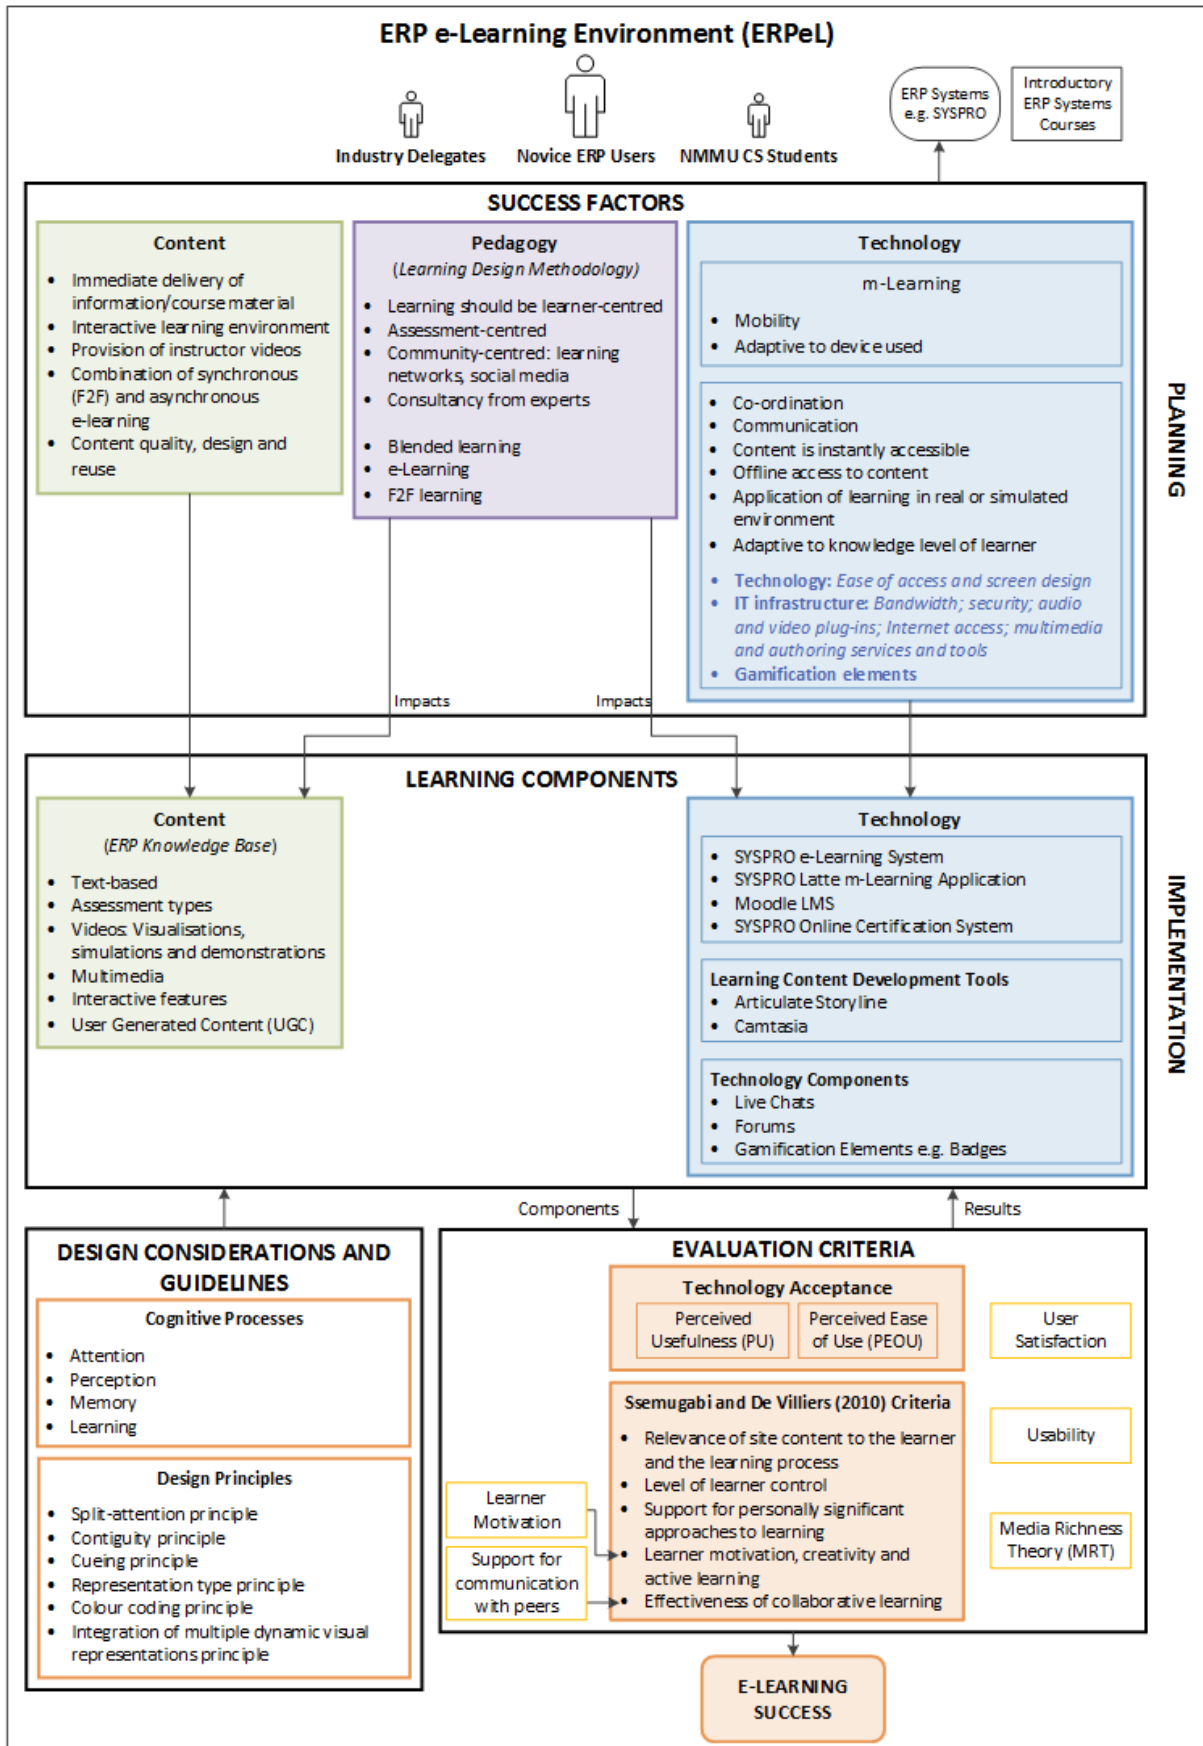 ERP e-Learning Environment (ERPeL)
Industry Delegates
Novice ERP Users
NMMU CS Students
ERP Systems
e.g. SYSPRO
Introductory
ERP Systems
Courses
PLANNING
SUCCESS FACTORS
Content
• Immediate delivery of
information/course material
• Interactive learning environment
• Provision of instructor videos
• Combination of synchronous
(F2F) and asynchronous
e-learning
• Content quality, design and
reuse
Pedagogy
(Learning Design Methodology)
• Learning should be learner-centred
• Assessment-centred
• Community-centred: learning
networks, social media
• Consultancy from experts
• Blended learning
• e-Learning
• F2F learning
Technology
m-Learning
• Mobility
• Adaptive to device used
• Co-ordination
• Communication
• Content is instantly accessible
• Offline access to content
• Application of learning in real or simulated
environment
• Adaptive to knowledge level of learner
• Technology: Ease of access and screen design
• IT infrastructure: Bandwidth; security; audio
and video plug-ins; Internet access; multimedia
and authoring services and tools
• Gamification elements
Impacts
Impacts
IMPLEMENTATION
LEARNING COMPONENTS
Content
(ERP Knowledge Base)
• Text-based
• Assessment types
• Videos: Visualisations,
simulations and demonstrations
• Multimedia
• Interactive features
• User Generated Content (UGC)
Technology
• SYSPRO e-Learning System
• SYSPRO Latte m-Learning Application
• Moodle LMS
• SYSPRO Online Certification System
Learning Content Development Tools
• Articulate Storyline
• Camtasia
Technology Components
• Live Chats
• Forums
• Gamification Elements e.g. Badges
Components
Results
DESIGN CONSIDERATIONS AND
GUIDELINES
Cognitive Processes
• Attention
• Perception
• Memory
• Learning
Design Principles
• Split-attention principle
• Contiguity principle
• Cueing principle
• Representation type principle
• Colour coding principle
• Integration of multiple dynamic visual
representations principle
EVALUATION CRITERIA
Technology Acceptance
Perceived
Usefulness (PU)
Perceived Ease
of Use (PEOU)
Ssemugabi and De Villiers (2010) Criteria
• Relevance of site content to the learner
and the learning process
• Level of learner control
• Support for personally significant
approaches to learning
• Learner motivation, creativity and
active learning
• Effectiveness of collaborative learning
Learner
Motivation
Support for
communication
with peers
User
Satisfaction
Usability
Media Richness
Theory (MRT)
E-LEARNING
SUCCESS